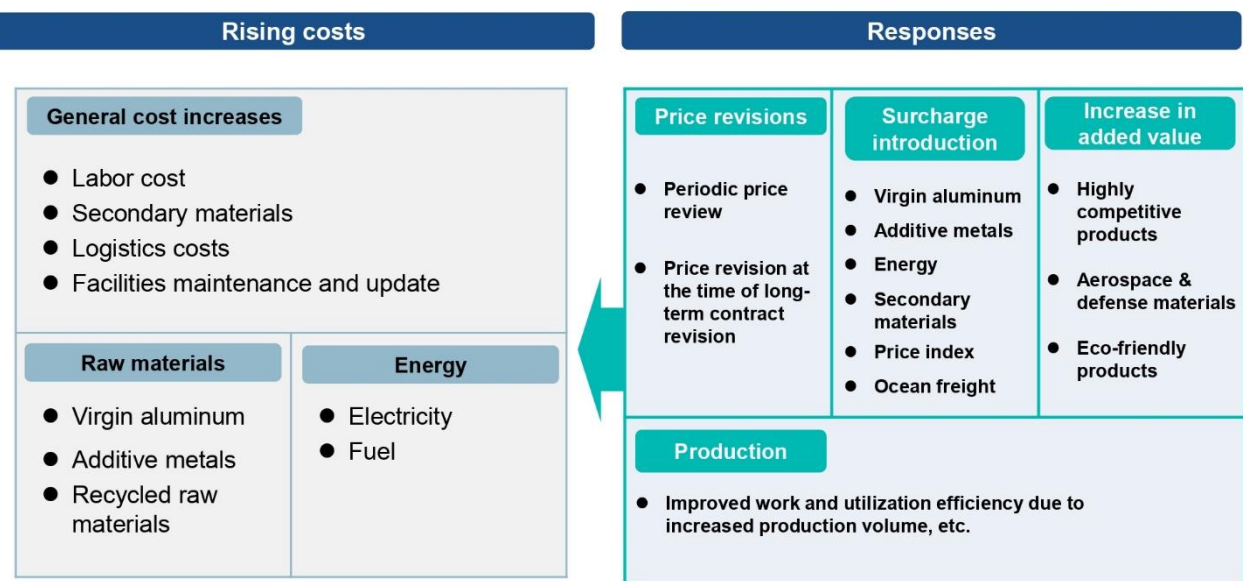 Rising costs
General cost increases
● Labor cost
● Secondary materials
● Logistics costs
● Facilities maintenance and update
Raw materials
● Virgin aluminum
● Additive metals
● Recycled raw
materials
Energy
● Electricity
● Fuel
Responses
Price revisions
● Periodic price
review
● Price revision at
the time of long-
term contract
revision
Surcharge
introduction
● Virgin aluminum
● Additive metals
● Energy
● Secondary
materials
● Price index
● Ocean freight
Increase in
added value
● Highly
competitive
products
● Aerospace &
defense materials
● Eco-friendly
products
Production
● Improved work and utilization efficiency due to
increased production volume, etc.